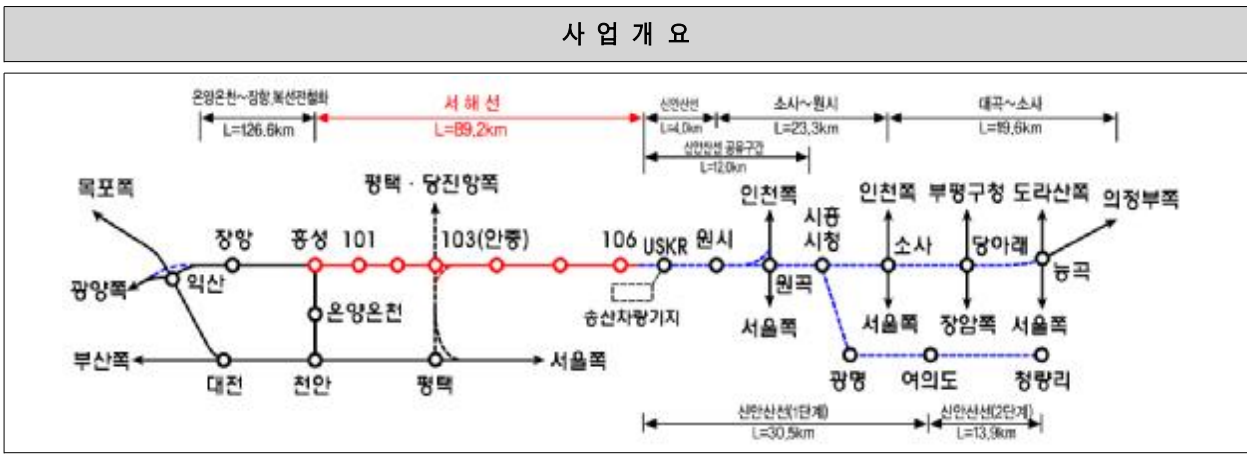 사 업 개 요
온양온천~장항 복선전철화
L=126.6km
서 해 선
L=89.2km
신안산선
L=4.0km
소사~원시
L=23.3km
대곡~소사
L=19.6km
신안산선 공유구간
L=12.0km
목포쪽
평택 · 당진항쪽
인천쪽
시흥
시청
인천쪽
부평구청
도라산쪽
의정부쪽
장항
홍성
101
103(안중)
106
USKR
원시
소사
당아래
능곡
광양쪽
익산
온양온천
송산차량기지
원곡
서울쪽
서울쪽
장암쪽
서울쪽
부산쪽
대전
천안
평택
서울쪽
광명
여의도
청량리
신안산선(1단계)
L=30.5km
신안산선(2단계)
L=13.9km